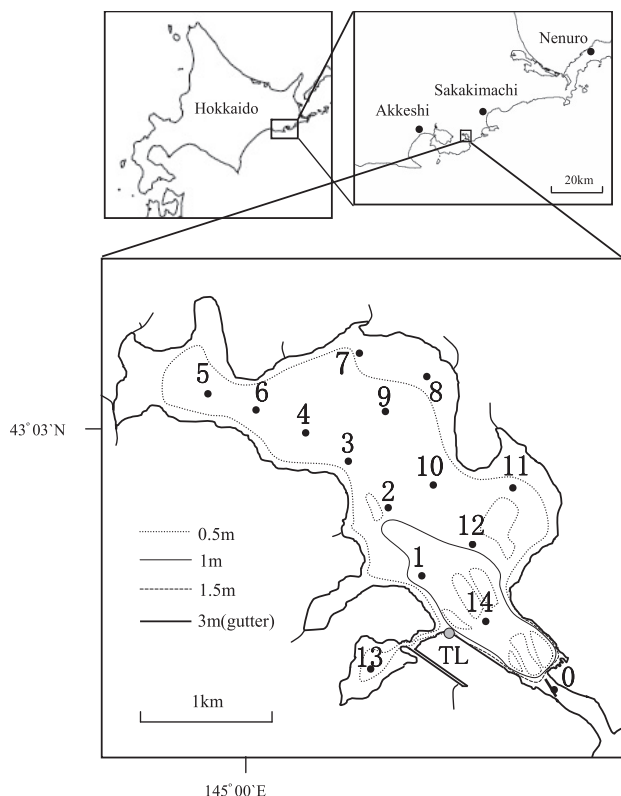 Hokkaido
Nenuro
Sakakimachi
Akkeshi
20km
43°03`N
7
5
6
8
9
4
3
10
11
2
12
1
14
13
TL
0
0.5m
1m
1.5m
3m(gutter)
1km
145°00`E